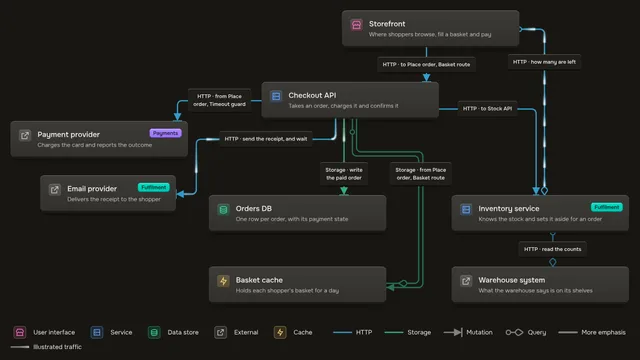 Storefront
Where shoppers browse, fill a basket and pay
HTTP · to Place order, Basket route
HTTP · how many are left
Checkout API
Takes an order, charges it and confirms it
HTTP · from Place
order, Timeout guard
HTTP · to Stock API
Payment provider
Payments
Charges the card and reports the outcome
HTTP · send the receipt, and wait
Storage · write
the paid order
Storage · from Place
order, Basket route
Email provider
Fulfilment
Delivers the receipt to the shopper
Orders DB
One row per order, with its payment state
Inventory service
Fulfilment
Knows the stock and sets it aside for an order
HTTP · read the counts
Basket cache
Holds each shopper's basket for a day
Warehouse system
What the warehouse says is on its shelves
User interface
Service
Data store
External
Cache
HTTP
Storage
Mutation
Query
More emphasis
Illustrated traffic